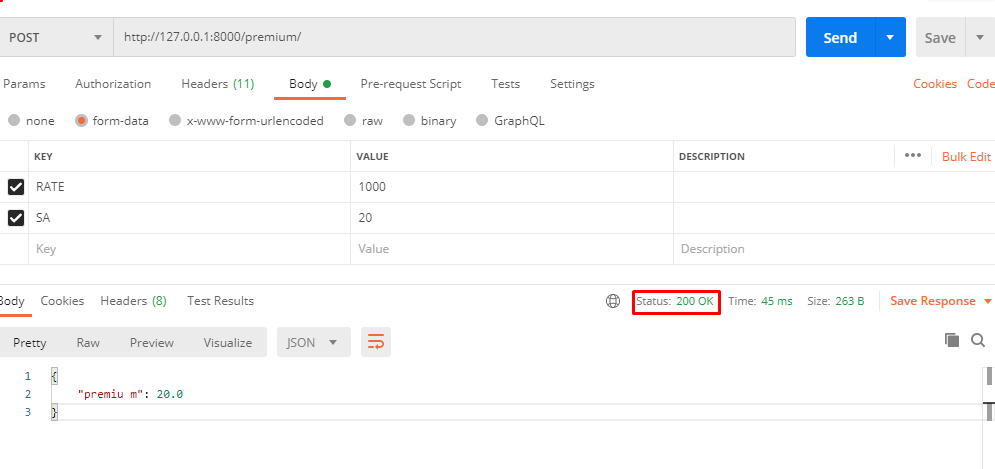 POST http://127.0.0.1:8000/premium/ Send Save
Params Authorization Headers (11) Body Pre-request Script Tests Settings Cookies Code
none form-data x-www-form-urlencoded raw binary GraphQL
KEY VALUE DESCRIPTION ••• Bulk Edit
RATE 1000
SA 20
Key Value Description
Body Cookies Headers (8) Test Results Status: 200 OK Time: 45 ms Size: 263 B Save Response
Pretty Raw Preview Visualize JSON
1 {
2 "premiu m": 20.0
3 }